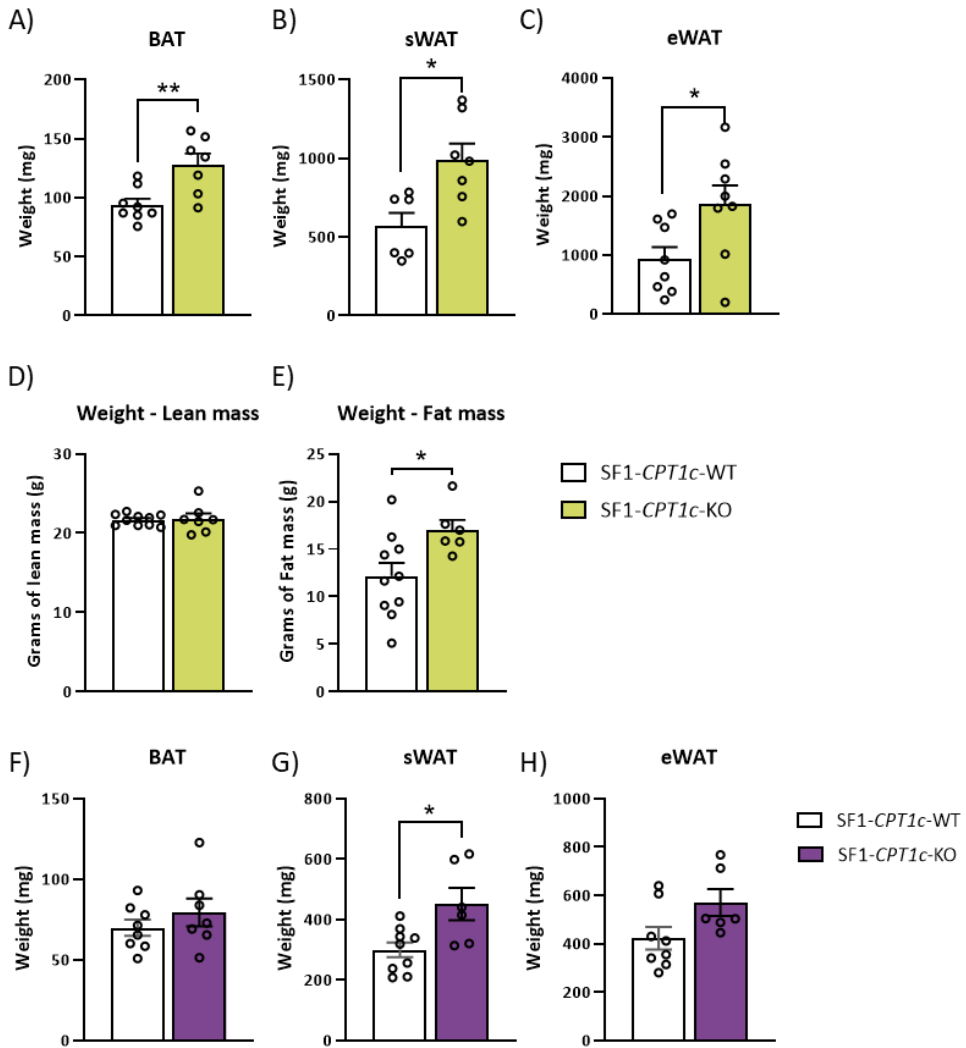 A)
BAT
Weight (mg)
200
150
100
50
0
**
B)
sWAT
Weight (mg)
1500
1000
500
0
*
C)
eWAT
Weight (mg)
4000
3000
2000
1000
0
*
D)
Weight - Lean mass
Grams of lean mass (g)
30
20
10
0
E)
Weight - Fat mass
Grams of Fat mass (g)
25
20
15
10
5
0
*
SF1-CPT1c-WT
SF1-CPT1c-KO
F)
BAT
Weight (mg)
150
100
50
0
G)
sWAT
Weight (mg)
800
600
400
200
0
*
H)
eWAT
Weight (mg)
1000
800
600
400
200
0
SF1-CPT1c-WT
SF1-CPT1c-KO